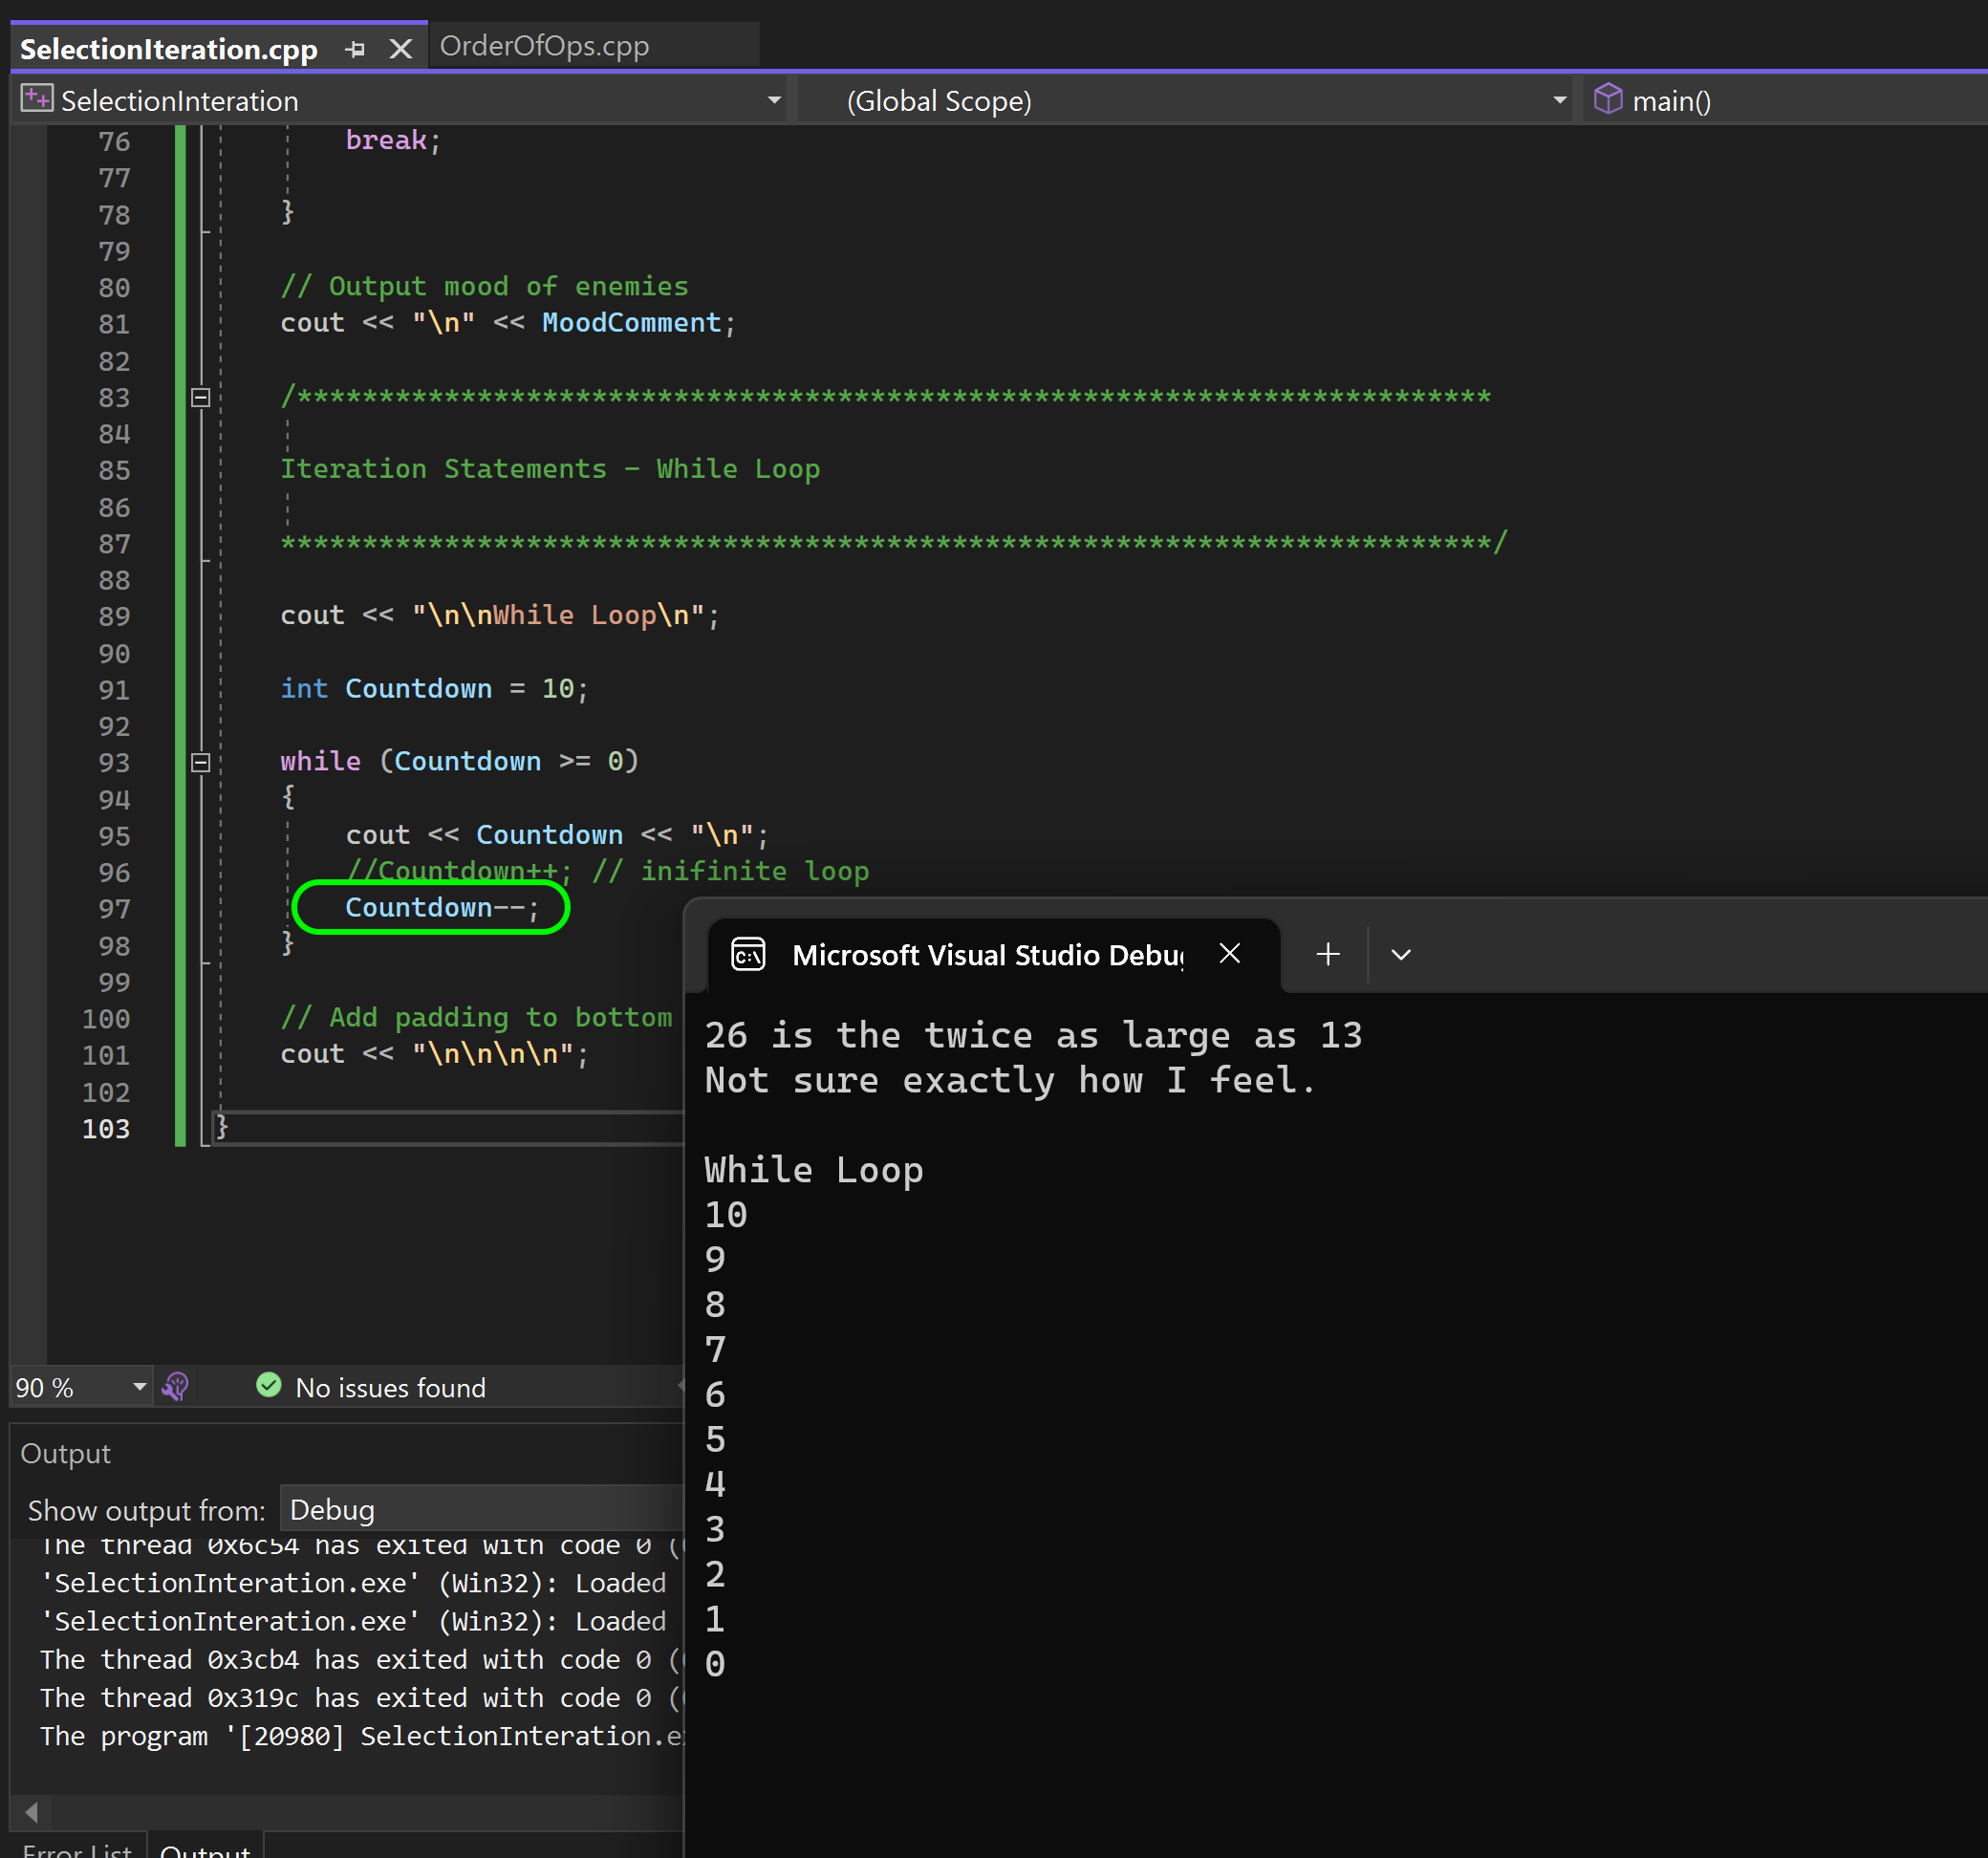 SelectionIteration.cpp
OrderOfOps.cpp
SelectionInteration
(Global Scope)
main()
76 break;
77
78 }
79
80 // Output mood of enemies
81 cout << "\n" << MoodComment;
82
83 /*************************************************************************
84
85 Iteration Statements - While Loop
86
87 **************************************************************************/
88
89 cout << "\n\nWhile Loop\n";
90
91 int Countdown = 10;
92
93 while (Countdown >= 0)
94 {
95 cout << Countdown << "\n";
96 //Countdown++; // inifinite loop
97 Countdown--;
98 }
99
100 // Add padding to bottom
101 cout << "\n\n\n\n";
102
103 }
90 %
No issues found
Output
Show output from: Debug
The thread 0x6c54 has exited with code 0 (
'SelectionInteration.exe' (Win32): Loaded
'SelectionInteration.exe' (Win32): Loaded
The thread 0x3cb4 has exited with code 0 (
The thread 0x319c has exited with code 0 (
The program '[20980] SelectionInteration.e
Error List
Output
C:\
Microsoft Visual Studio Debu
26 is the twice as large as 13
Not sure exactly how I feel.
While Loop
10
9
8
7
6
5
4
3
2
1
0